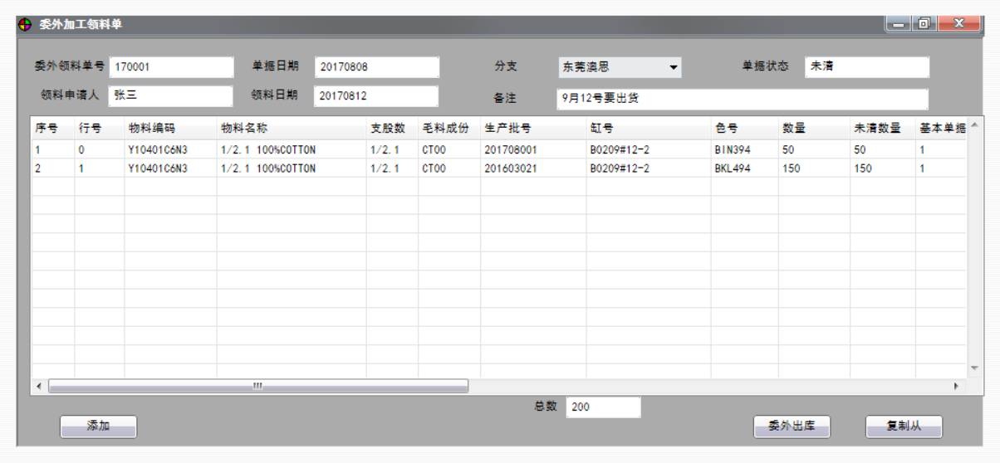 委外加工领料单
委外领料单号 170001 单据日期 20170808 分支 东莞澳思 单据状态 未清
领料申请人 张三 领料日期 20170812 备注 9月12号要出货
序号 行号 物料编码 物料名称 支股数 毛料成份 生产批号 缸号 色号 数量 未清数量 基本单据
1 0 Y10401C6N3 1/2.1 100%COTTON 1/2.1 CT00 201708001 B0209#12-2 BIN394 50 50 1
2 1 Y10401C6N3 1/2.1 100%COTTON 1/2.1 CT00 201603021 B0209#12-2 BKL494 150 150 1
总数 200
添加 委外出库 复制从